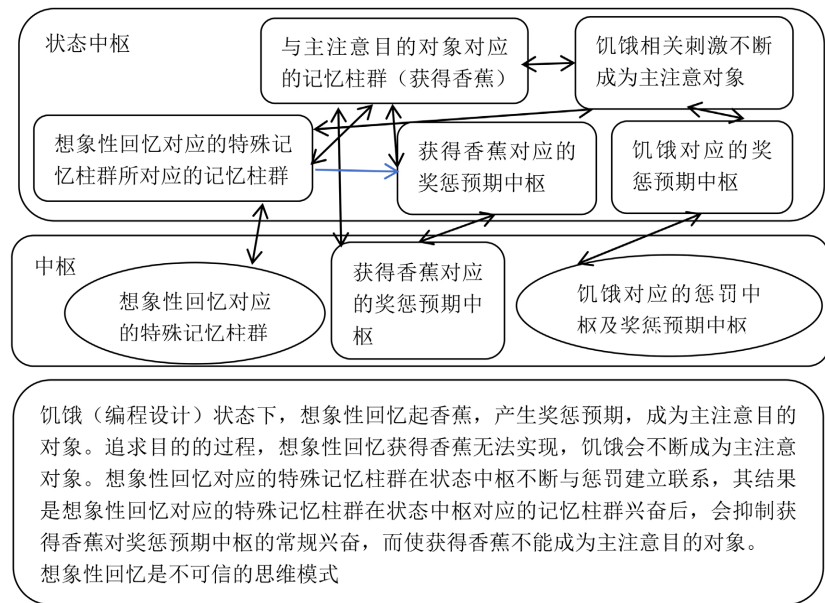 状态中枢
与主注意目的对象对应
的记忆柱群（获得香蕉）
饥饿相关刺激不断
成为主注意对象
想象性回忆对应的特殊记
忆柱群所对应的记忆柱群
获得香蕉对应的
奖惩预期中枢
饥饿对应的奖
惩预期中枢
中枢
想象性回忆对应
的特殊记忆柱群
获得香蕉对应
的奖惩预期中
枢
饥饿对应的惩罚中
枢及奖惩预期中枢
饥饿（编程设计）状态下，想象性回忆起香蕉，产生奖惩预期，成为主注意目的
对象。追求目的的过程，想象性回忆获得香蕉无法实现，饥饿会不断成为主注意
对象。想象性回忆对应的特殊记忆柱群在状态中枢不断与惩罚建立联系，其结果
是想象性回忆对应的特殊记忆柱群在状态中枢对应的记忆柱群兴奋后，会抑制获
得香蕉对奖惩预期中枢的常规兴奋，而使获得香蕉不能成为主注意目的对象。
想象性回忆是不可信的思维模式